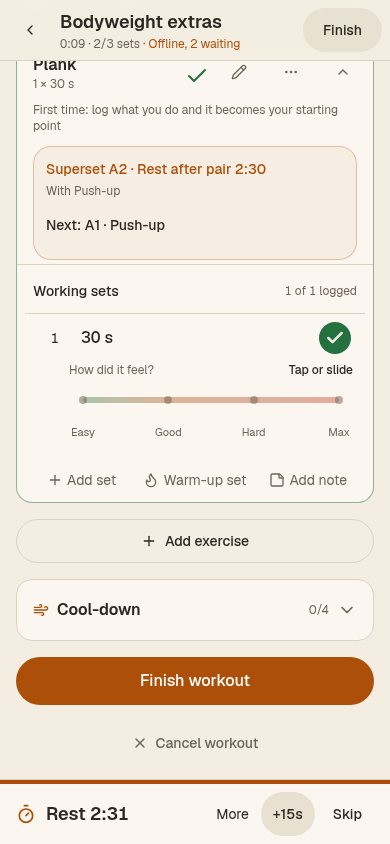 Bodyweight extras
0:09 · 2/3 sets · Offline, 2 waiting
Finish
Plank
1 × 30 s
First time: log what you do and it becomes your starting
point
Superset A2 · Rest after pair 2:30
With Push-up
Next: A1 · Push-up
Working sets
1 of 1 logged
1
30 s
How did it feel?
Tap or slide
Easy
Good
Hard
Max
Add set
Warm-up set
Add note
Add exercise
Cool-down
0/4
Finish workout
Cancel workout
Rest 2:31
More
+15s
Skip